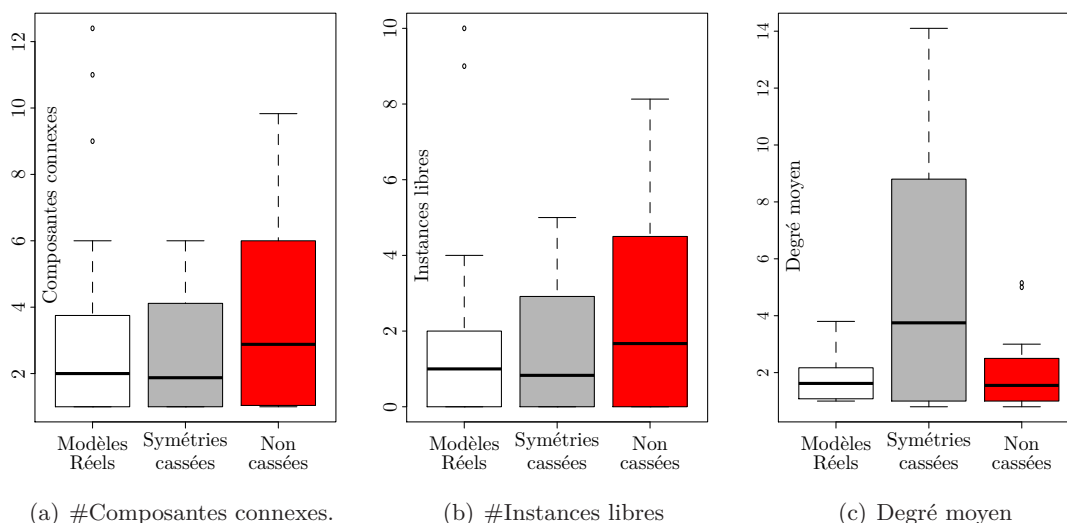 12
10
8
6
4
2
Composantes connexes
Modèles
Réels
Symétries
cassées
Non
cassées
(a) #Composantes connexes.
10
8
6
4
2
0
Instances libres
Modèles
Réels
Symétries
cassées
Non
cassées
(b) #Instances libres
14
12
10
8
6
4
2
Degré moyen
Modèles
Réels
Symétries
cassées
Non
cassées
(c) Degré moyen